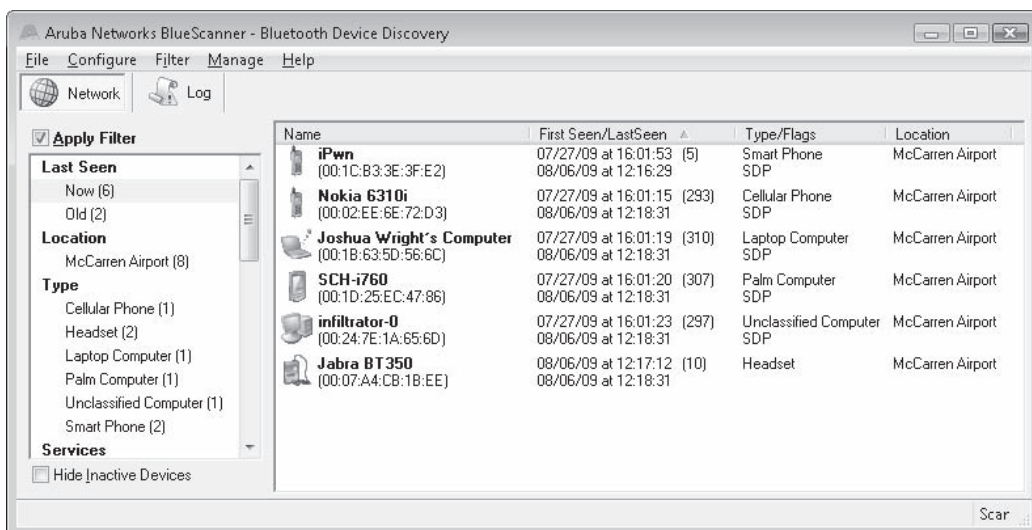 Aruba Networks BlueScanner - Bluetooth Device Discovery
File Configure Filter Manage Help
Network Log
Apply Filter
Last Seen
Now (6)
Old (2)
Location
McCarren Airport (8)
Type
Cellular Phone (1)
Headset (2)
Laptop Computer (1)
Palm Computer (1)
Unclassified Computer (1)
Smart Phone (2)
Services
Hide Inactive Devices
Name First Seen/LastSeen Type/Flags Location
iPwn 07/27/09 at 16:01:53 (5) Smart Phone McCarren Airport
(00:1C:B3:3E:3F:E2) 08/06/09 at 12:16:29 SDP
Nokia 6310i 07/27/09 at 16:01:15 (293) Cellular Phone McCarren Airport
(00:02:EE:6E:72:D3) 08/06/09 at 12:18:31 SDP
Joshua Wright's Computer 07/27/09 at 16:01:19 (310) Laptop Computer McCarren Airport
(00:1B:63:5D:56:6C) 08/06/09 at 12:18:31 SDP
SCH-i760 07/27/09 at 16:01:20 (307) Palm Computer McCarren Airport
(00:1D:25:EC:47:86) 08/06/09 at 12:18:31 SDP
infiltrator-0 07/27/09 at 16:01:23 (297) Unclassified Computer McCarren Airport
(00:24:7E:1A:65:6D) 08/06/09 at 12:18:31 SDP
Jabra BT350 08/06/09 at 12:17:12 (10) Headset McCarren Airport
(00:07:A4:CB:1B:EE) 08/06/09 at 12:18:31
Scar